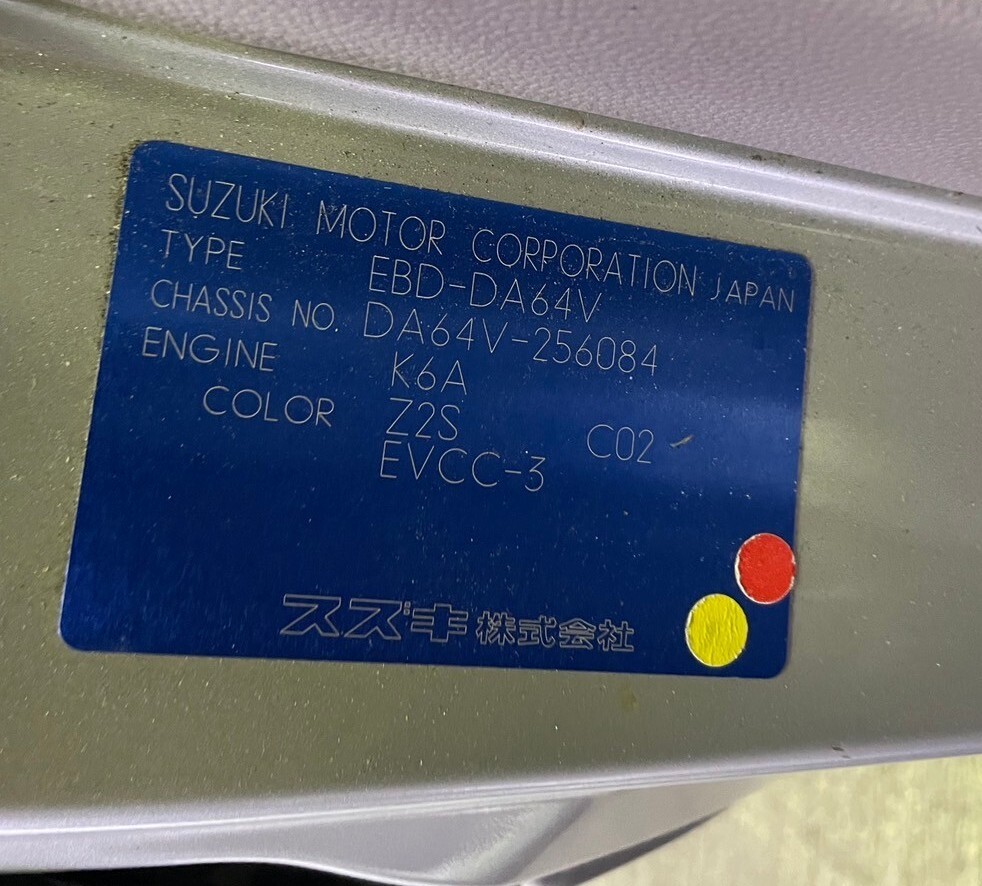 SUZUKI MOTOR CORPORATION JAPAN
TYPE EBD-DA64V
CHASSIS NO. DA64V-256084
ENGINE K6A
COLOR Z2S C02
EVCC-3
スズキ株式会社